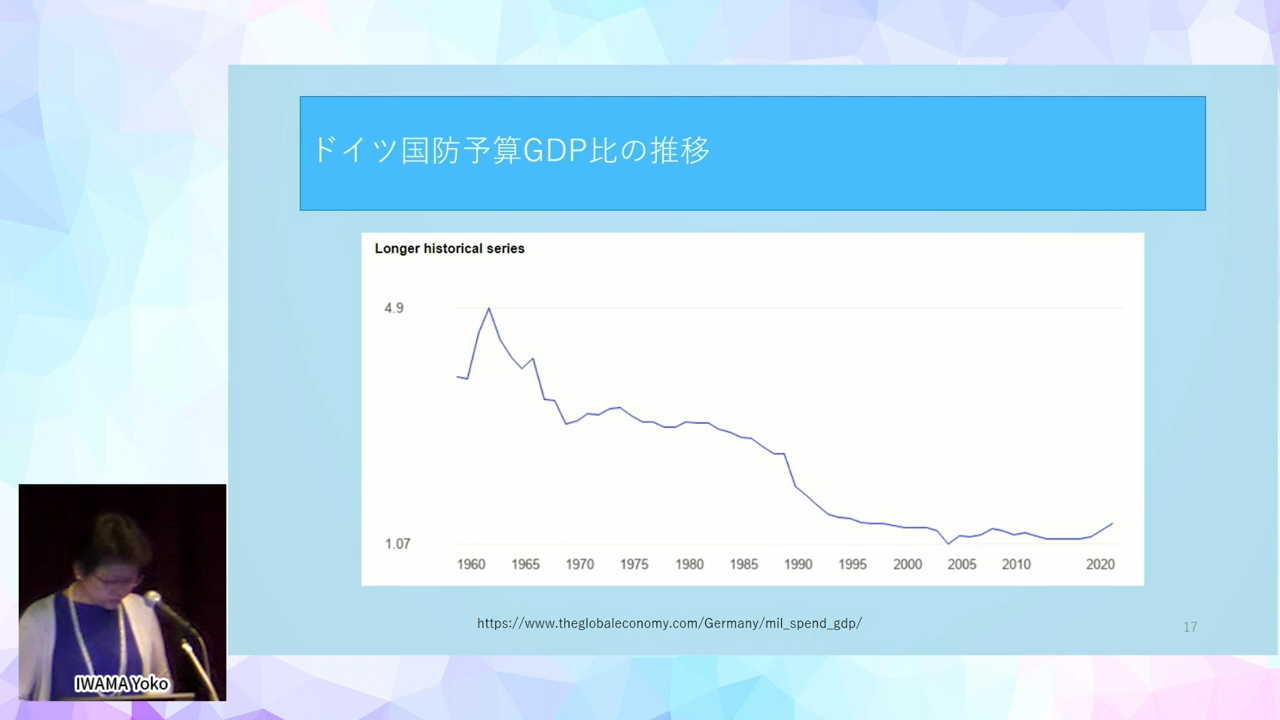 ドイツ国防予算GDP比の推移
Longer historical series
4.9
1.07
1960 1965 1970 1975 1980 1985 1990 1995 2000 2005 2010 2020
https://www.theglobaleconomy.com/Germany/mil_spend_gdp/
17
IWAMA Yoko